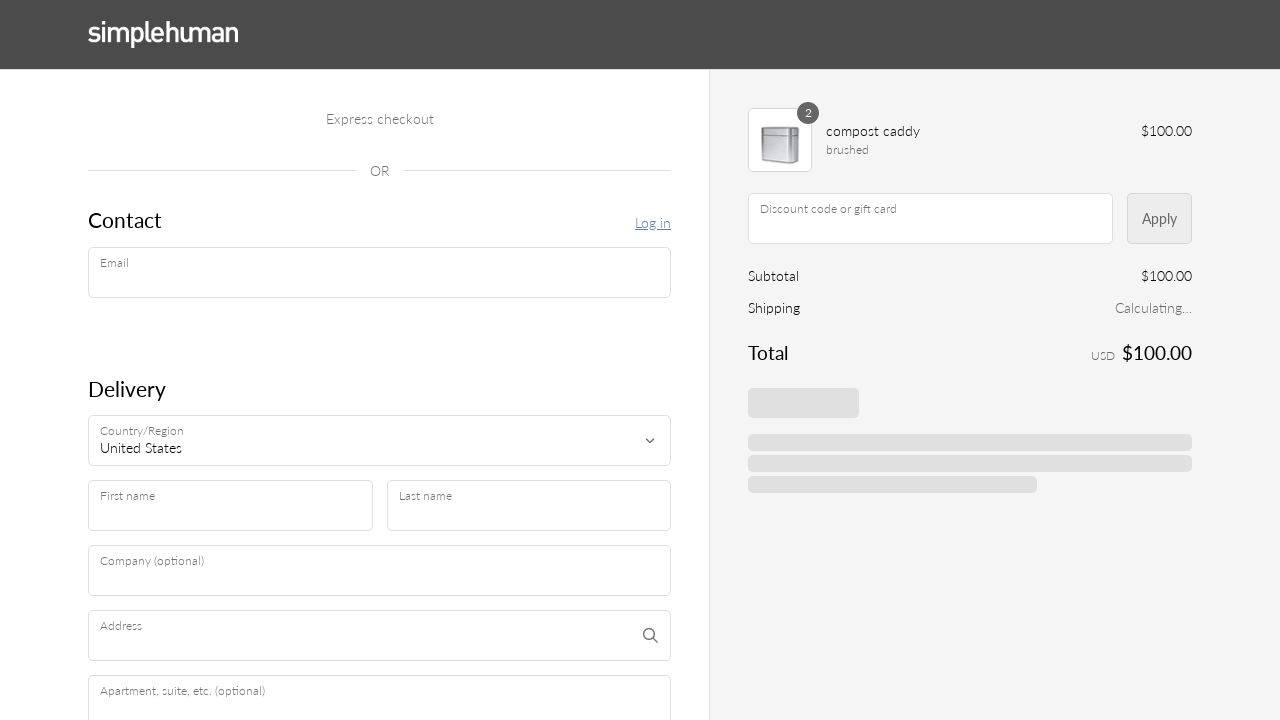 simplehuman
Express checkout
OR
Contact
Log in
Email
Delivery
Country/Region
United States
First name
Last name
Company (optional)
Address
Apartment, suite, etc. (optional)
2
compost caddy
$100.00
brushed
Discount code or gift card
Apply
Subtotal
$100.00
Shipping
Calculating...
Total
USD $100.00